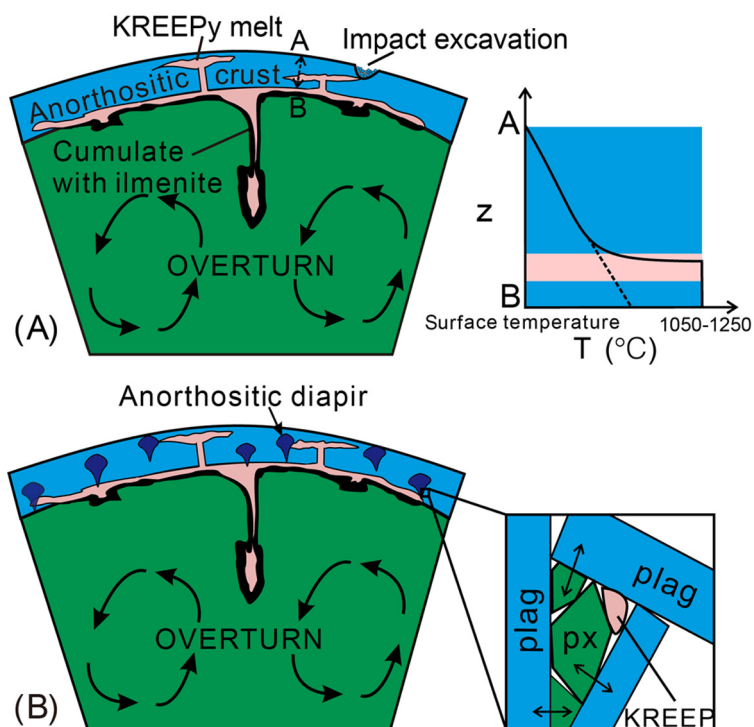 KREEPy melt
A
Impact excavation
Anorthositic crust
B
Cumulate
with ilmenite
OVERTURN
(A)
A
z
B
Surface temperature
1050-1250
T (°C)
Anorthositic diapir
OVERTURN
(B)
plag
plag
px
KREEP